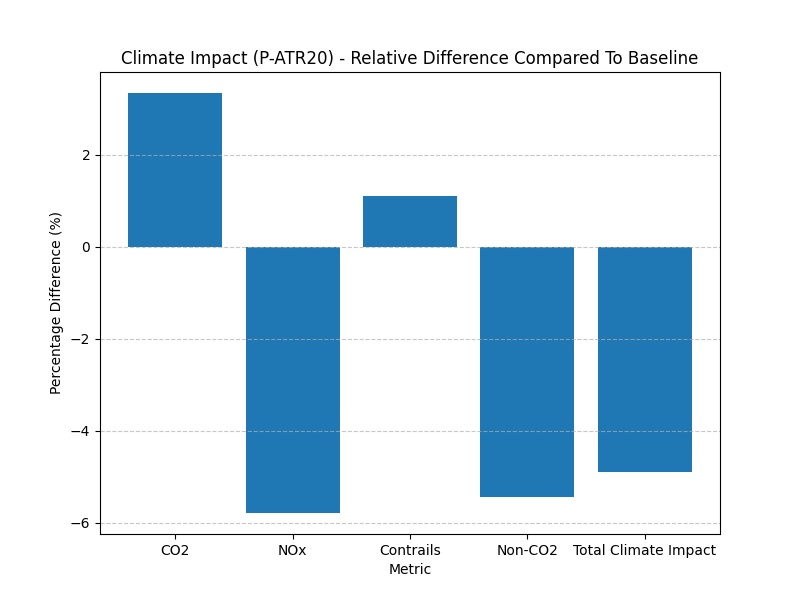 Climate Impact (P-ATR20) - Relative Difference Compared To Baseline
Percentage Difference (%)
2
0
−2
−4
−6
CO2 NOx Contrails Non-CO2 Total Climate Impact
Metric